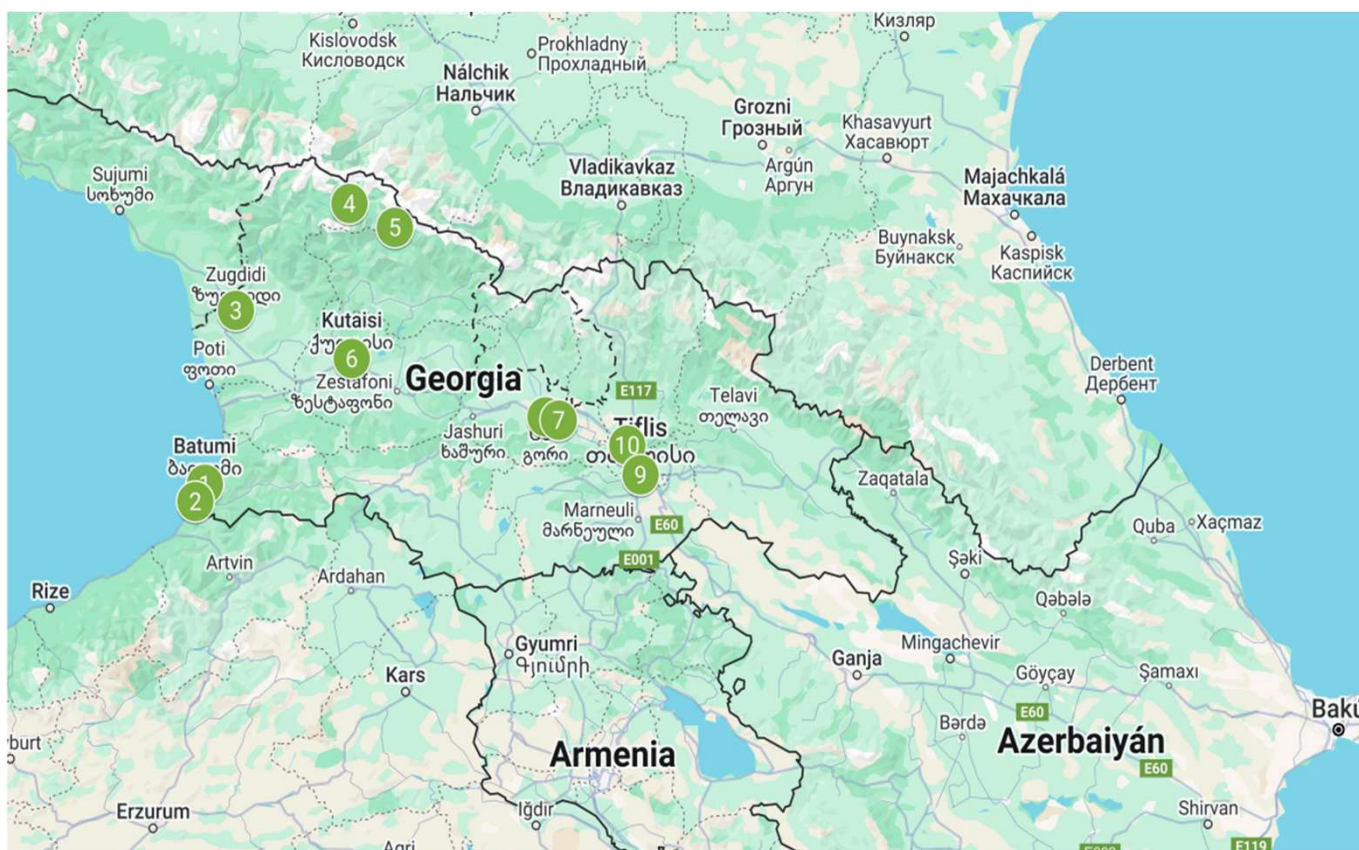 Кизляр
Kislovodsk
Кисловодск
Prokhladny
Прохладный
Nálchik
Нальчик
Grozni
Грозный
Khasavyurt
Хасавюрт
Argún
Аргун
Vladikavkaz
Владикавказ
Majachkalá
Махачкала
Sujumi
სოხუმი
4
5
Buynaksk
Буйнакск
Kaspisk
Каспийск
Zugdidi
3
Kutaisi
6
Poti
ფოთი
Zestafoni
ზესტაფონი
Georgia
Derbent
Дербент
E117
Telavi
თელავი
7
Jashuri
ხაშური
გორი
Tiflis
10
9
Batumi
1
2
Zaqatala
Marneuli
მარნეული
E60
E001
Quba
Xaçmaz
Şəki
Artvin
Ardahan
Rize
Qəbələ
Gyumri
Գյումրի
Mingachevir
Ganja
Göyçay
Şamaxı
Kars
E60
Bərdə
Bakú
Armenia
Azerbaiyán
E60
Erzurum
Iğdir
Shirvan
E119